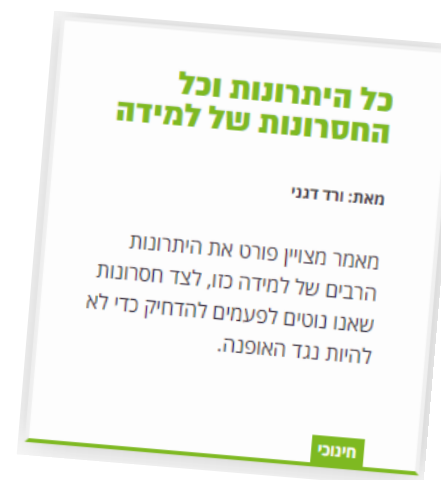 כל היתרונות וכל
החסרונות של למידה
מאת: ורד דגני
מאמר מצויין פורט את היתרונות
הרבים של למידה כזו, לצד חסרונות
שאנו נוטים לפעמים להדחיק כדי לא
להיות נגד האופנה.
חינוכי